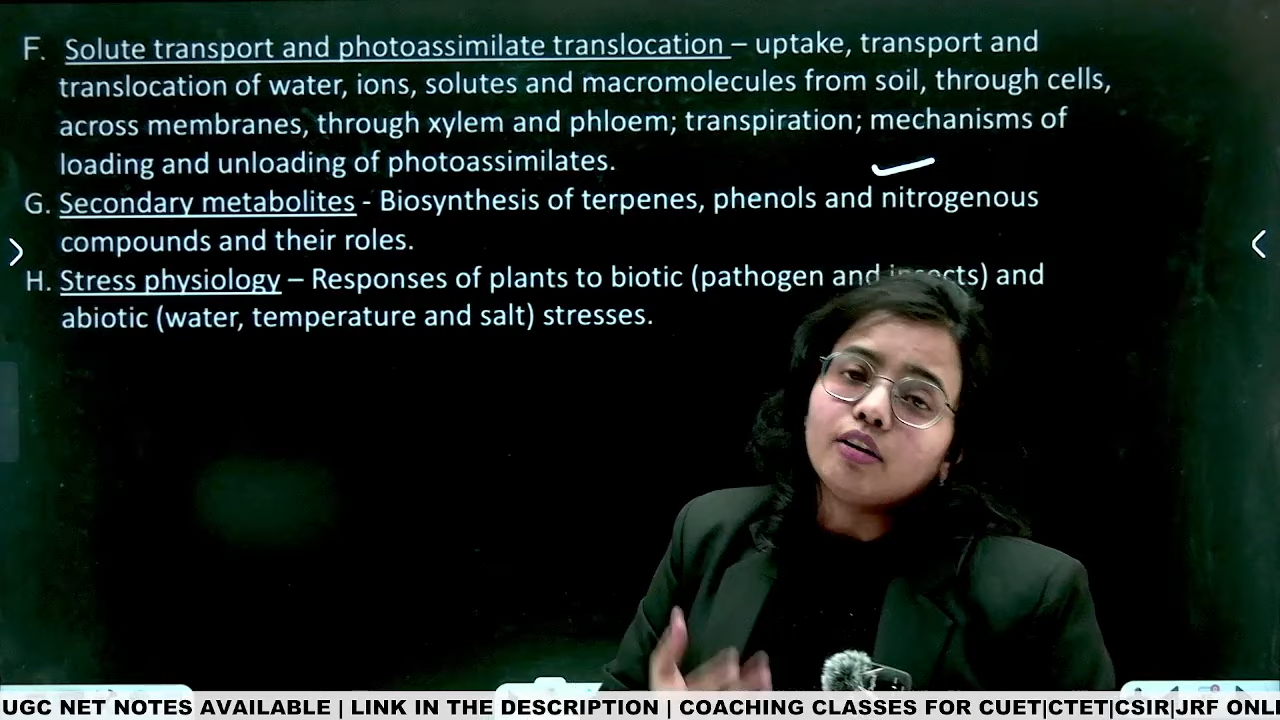 F. Solute transport and photoassimilate translocation – uptake, transport and
translocation of water, ions, solutes and macromolecules from soil, through cells,
across membranes, through xylem and phloem; transpiration; mechanisms of
loading and unloading of photoassimilates.
G. Secondary metabolites - Biosynthesis of terpenes, phenols and nitrogenous
compounds and their roles.
H. Stress physiology – Responses of plants to biotic (pathogen and insects) and
abiotic (water, temperature and salt) stresses.
UGC NET NOTES AVAILABLE | LINK IN THE DESCRIPTION | COACHING CLASSES FOR CUET|CTET|CSIR|JRF ONL